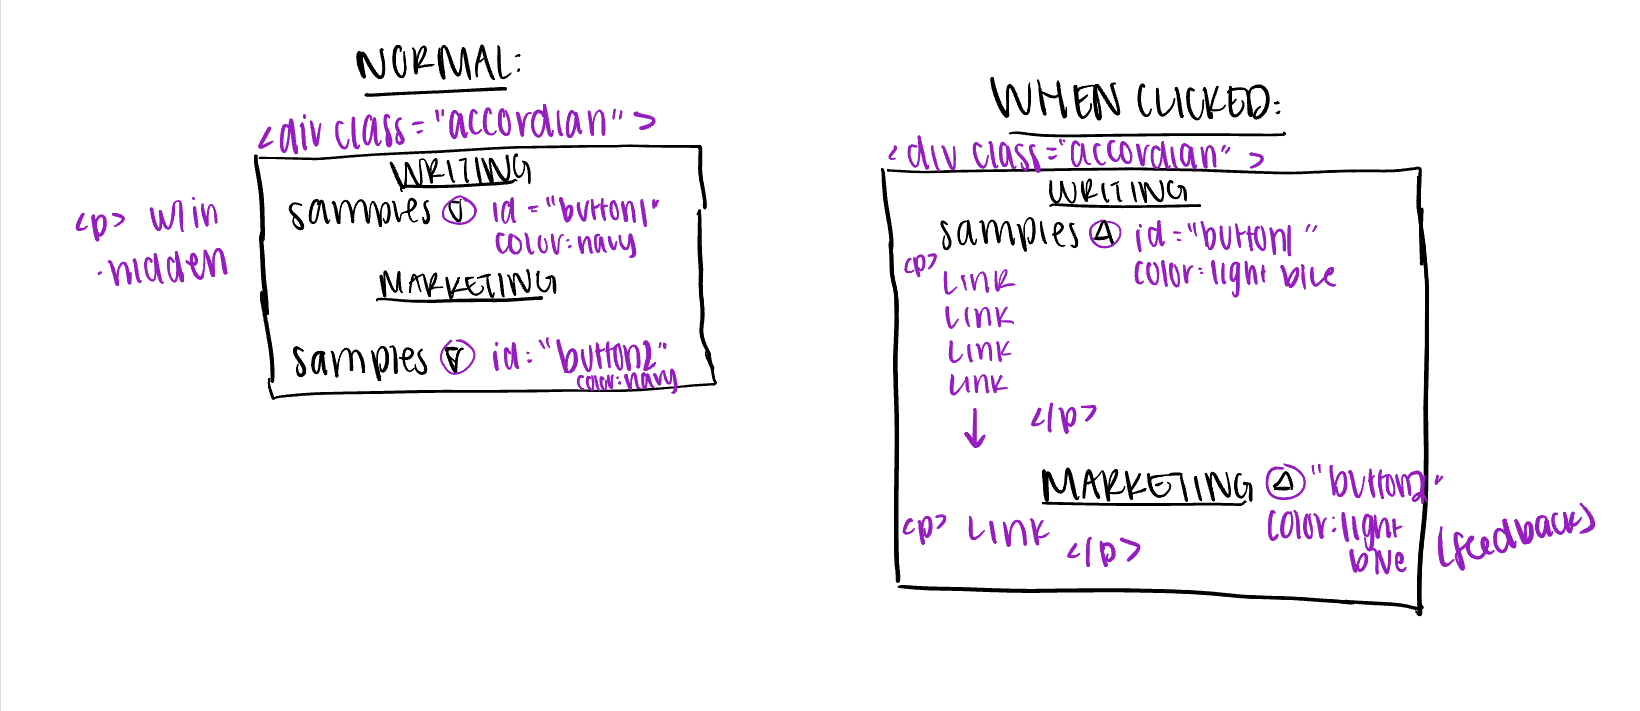 NORMAL:
<div class="accordian">
WRITING
samples id="button1"
color:navy
<p> w/in
.hidden
MARKETING
samples id="button2"
color:navy
WHEN CLICKED:
<div class="accordian">
WRITING
samples id="button1"
color:light blue
<p>
LINK
LINK
LINK
LINK
</p>
MARKETING "button2"
color:light
blue
(feedback)
<p> LINK
</p>